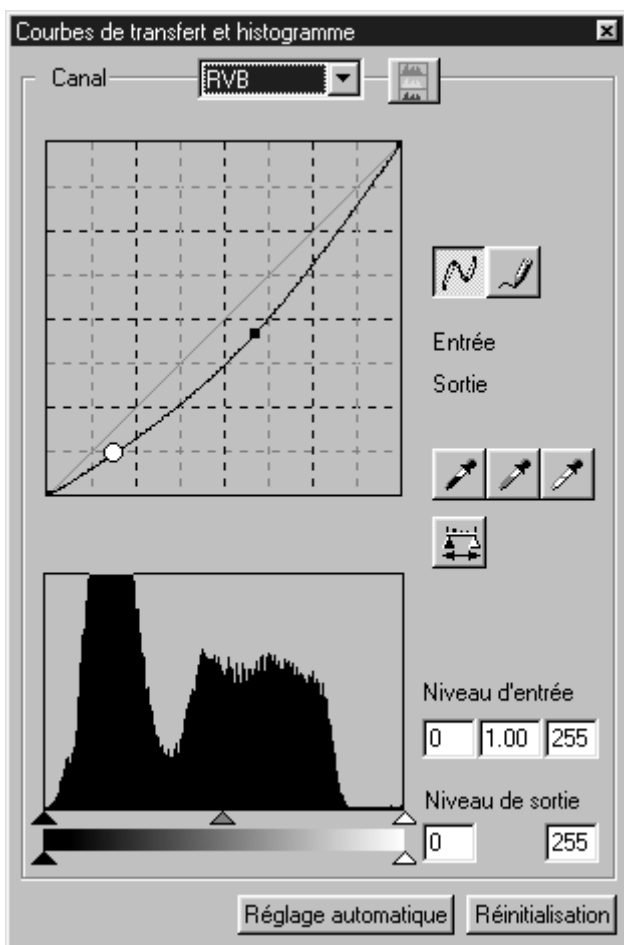 Courbes de transfert et histogramme
Canal RVB
Entrée
Sortie
Niveau d'entrée
0 1.00 255
Niveau de sortie
0 255
Réglage automatique Réinitialisation